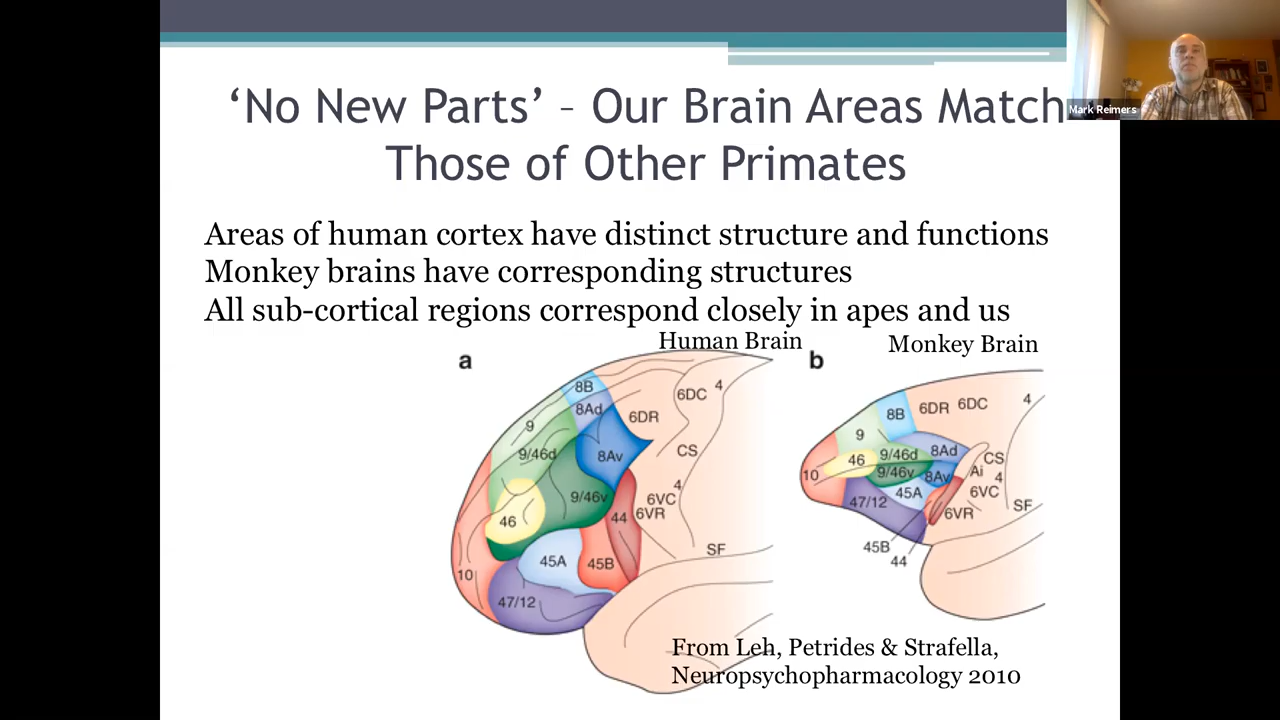 ‘No New Parts’ – Our Brain Areas Match
Those of Other Primates
Mark Reimers
Areas of human cortex have distinct structure and functions
Monkey brains have corresponding structures
All sub-cortical regions correspond closely in apes and us
Human Brain
Monkey Brain
a
8B
8Ad
9
6DR
6DC
4
9/46d
8Av
CS
9/46v
4
6VC
46
44
6VR
SF
45A
45B
10
47/12
b
8B
6DR
6DC
4
9
8Ad
46
9/46d
CS
10
9/46v
8Av
Ai
4
47/12
45A
6VC
6VR
SF
45B
44
From Leh, Petrides & Strafella,
Neuropsychopharmacology 2010